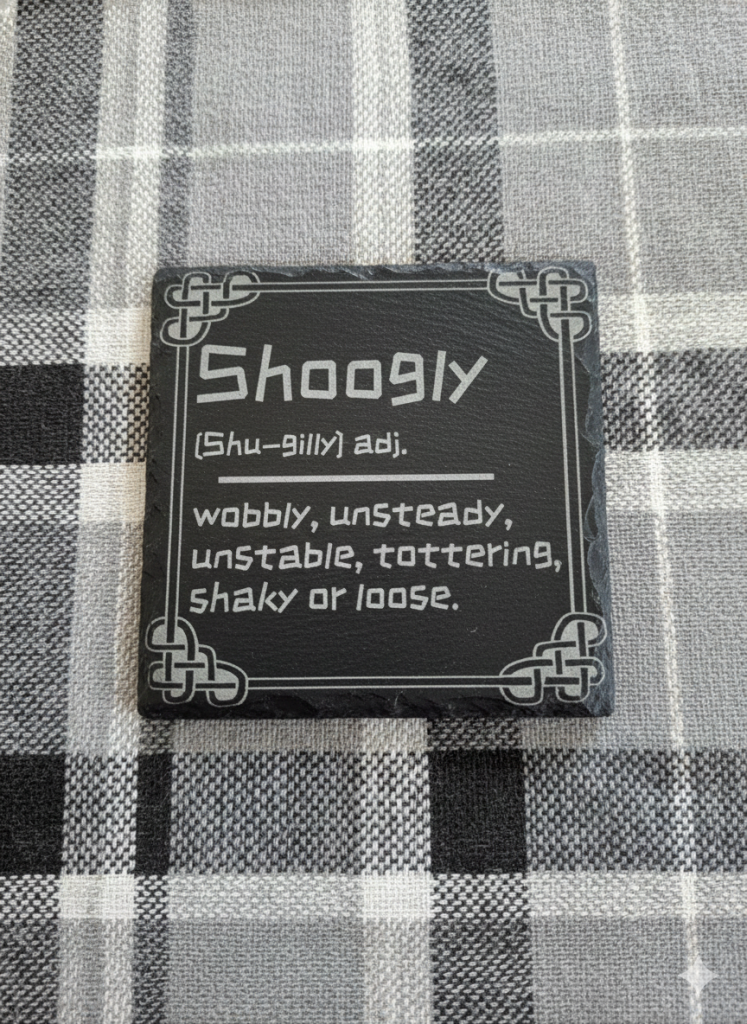 Shoogly
(Shu-gilly) adj.
wobbly, unsteady,
unstable, tottering,
shaky or loose.